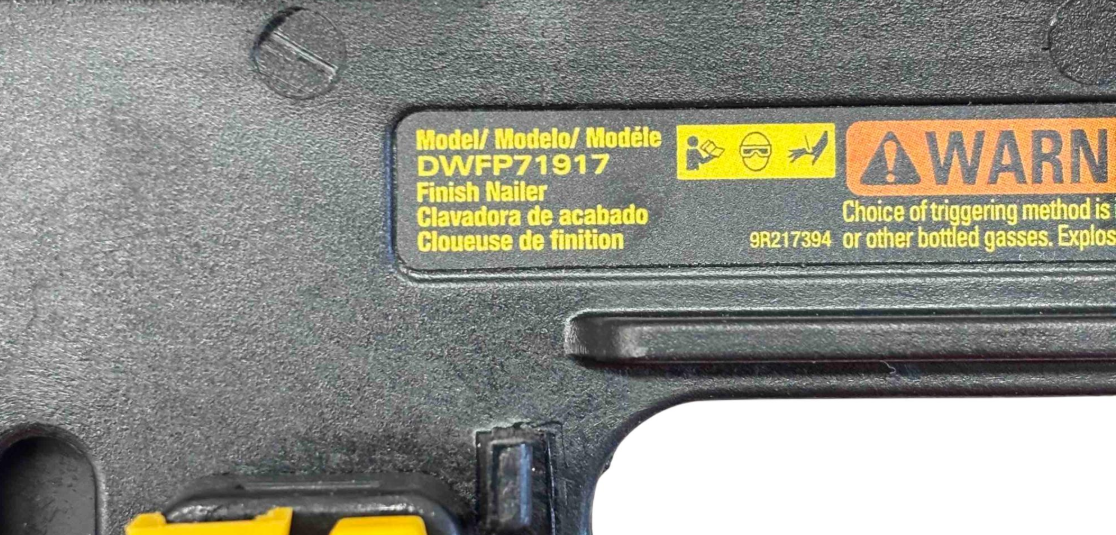 Model/ Modelo/ Modéle
DWFP71917
Finish Nailer
Clavadora de acabado
Cloueuse de finition
9R217394
WARN
Choice of triggering method is
or other bottled gasses. Explos